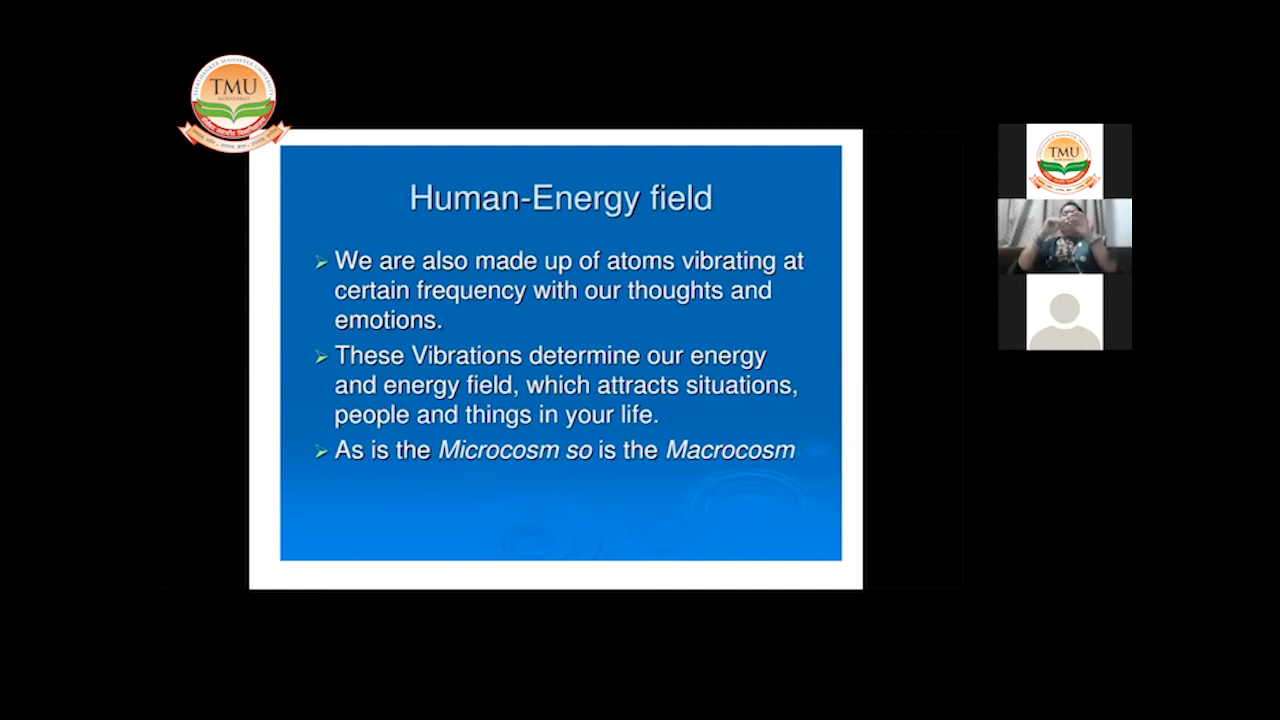 TMU
MORADABAD
Human-Energy field
We are also made up of atoms vibrating at
certain frequency with our thoughts and
emotions.
These Vibrations determine our energy
and energy field, which attracts situations,
people and things in your life.
As is the Microcosm so is the Macrocosm
TMU